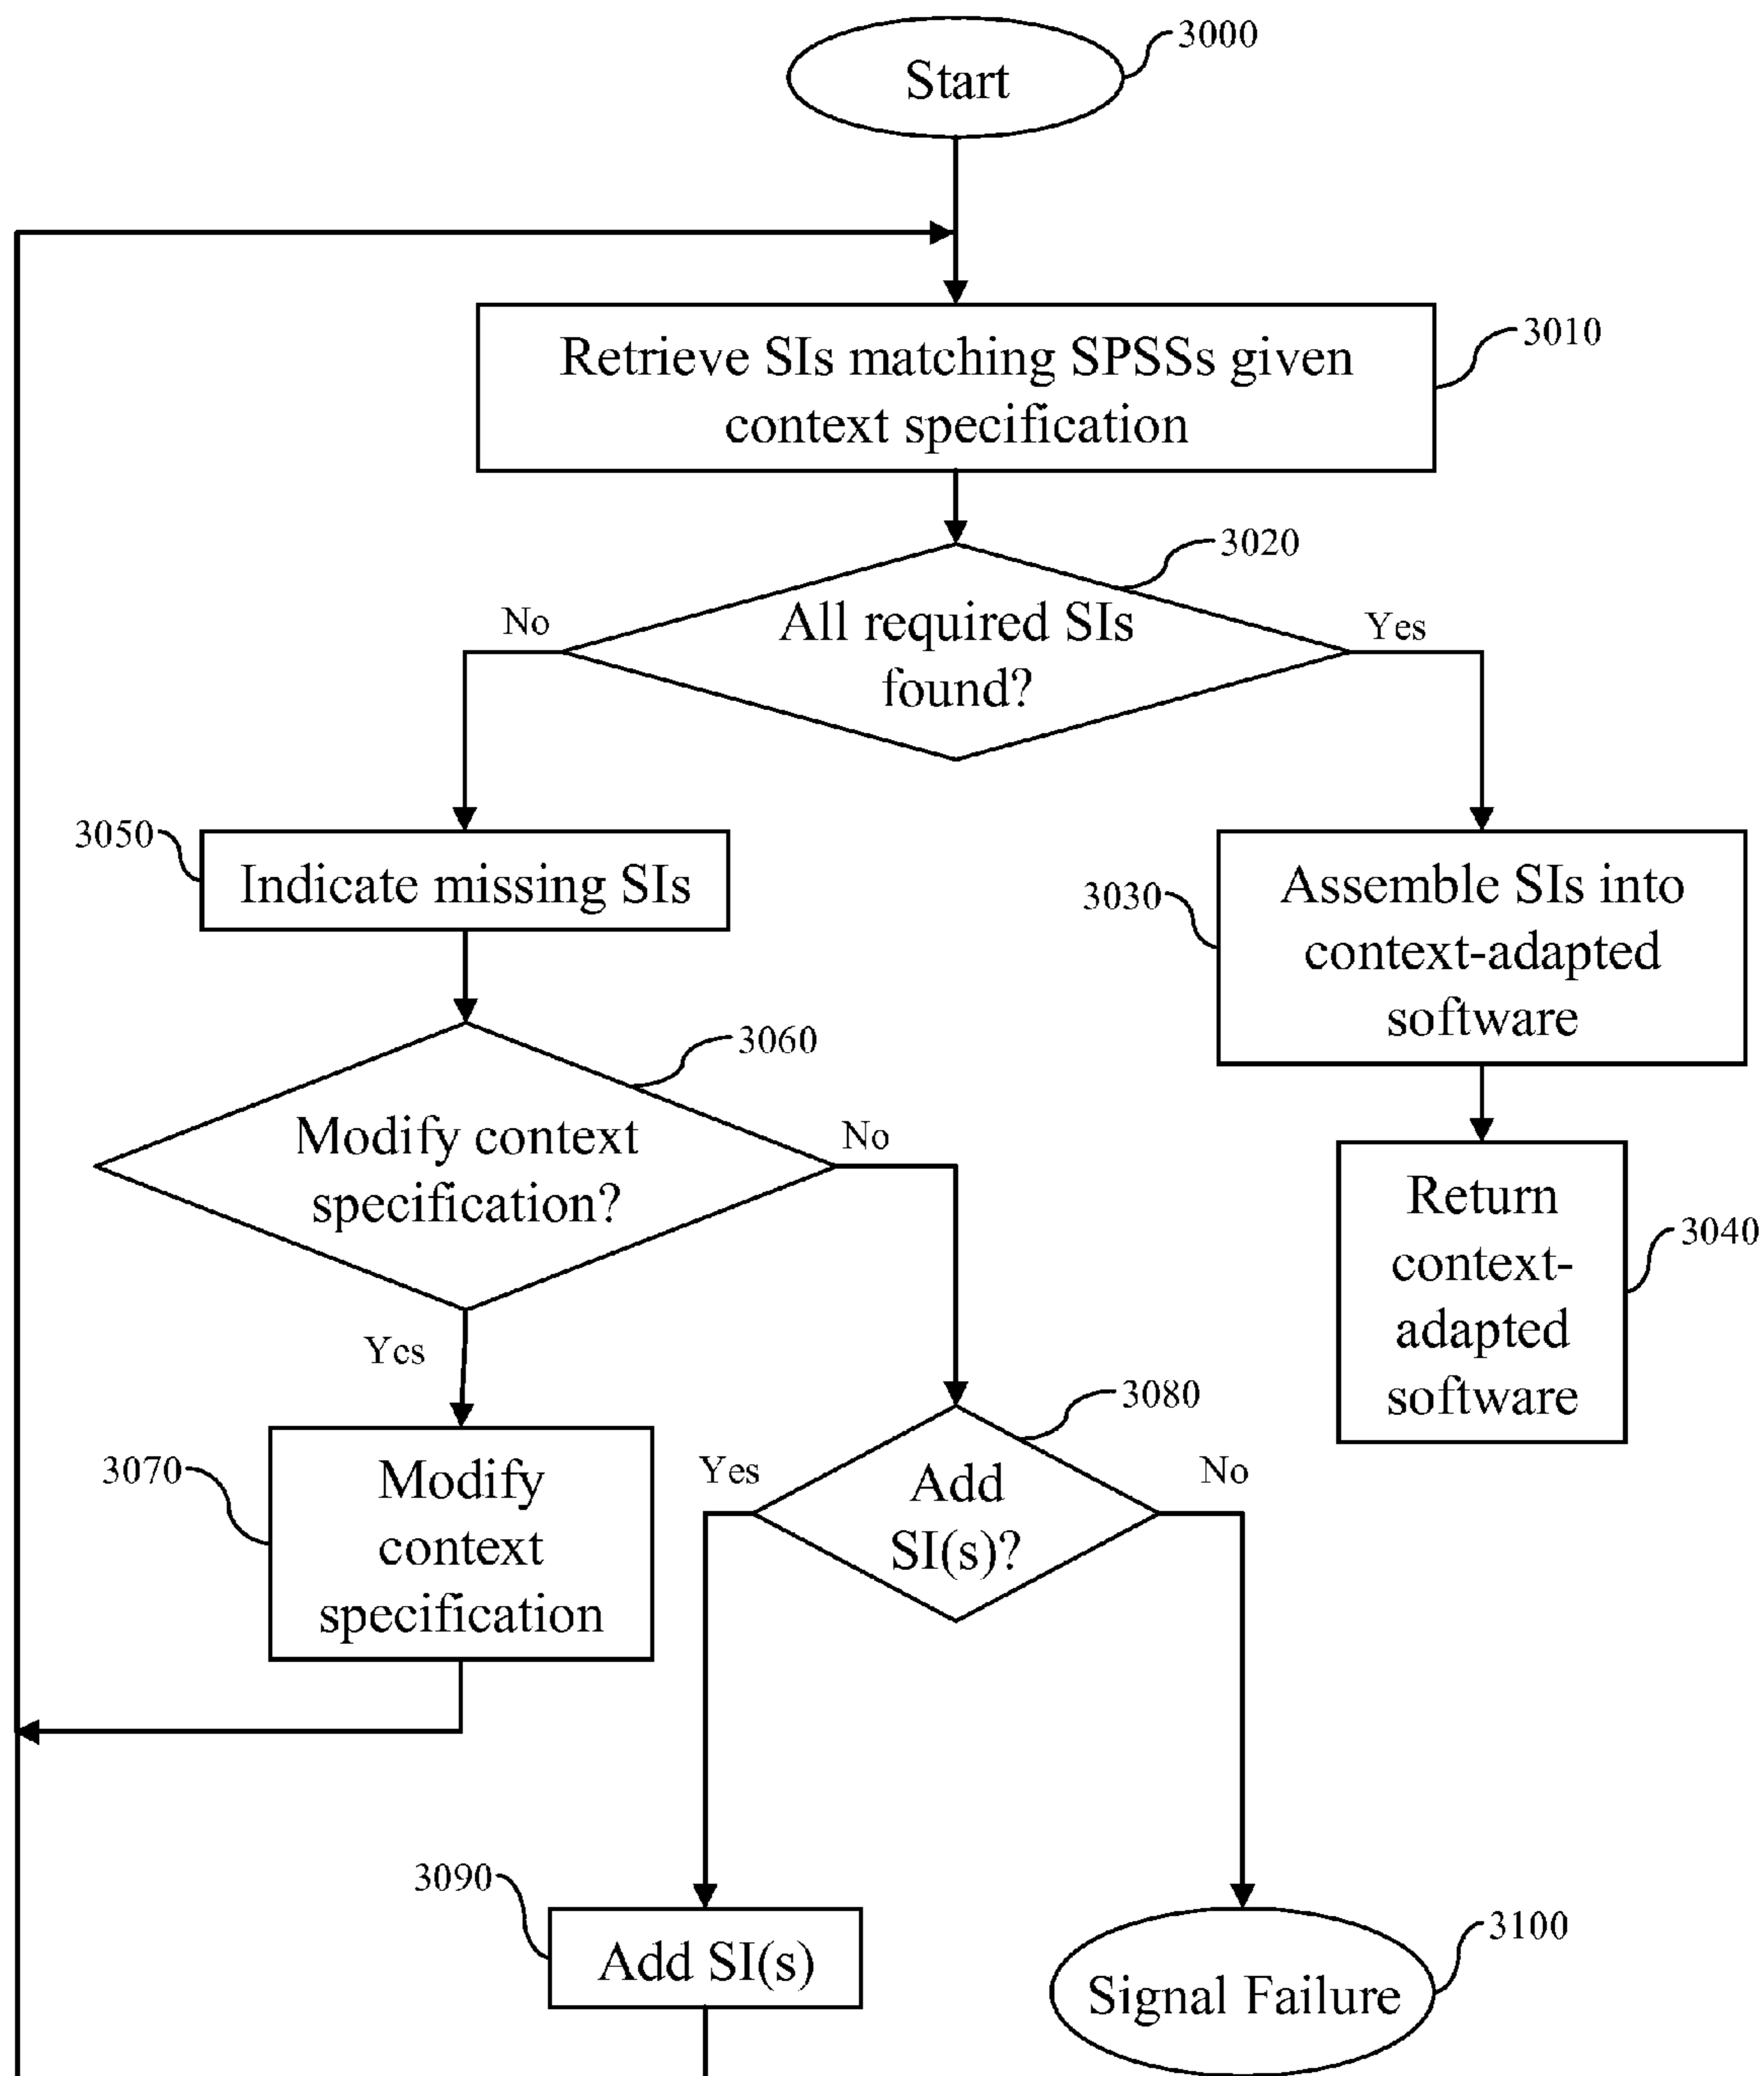 3000
Start
Retrieve SIs matching SPSSs given
context specification
3010
3020
No
All required SIs
found?
Yes
3050
Indicate missing SIs
3030
Assemble SIs into
context-adapted
software
3060
Modify context
specification?
No
Return
context-
adapted
software
3040
Yes
3070
Modify
context
specification
3080
Yes
Add
SI(s)?
No
3090
Add SI(s)
3100
Signal Failure